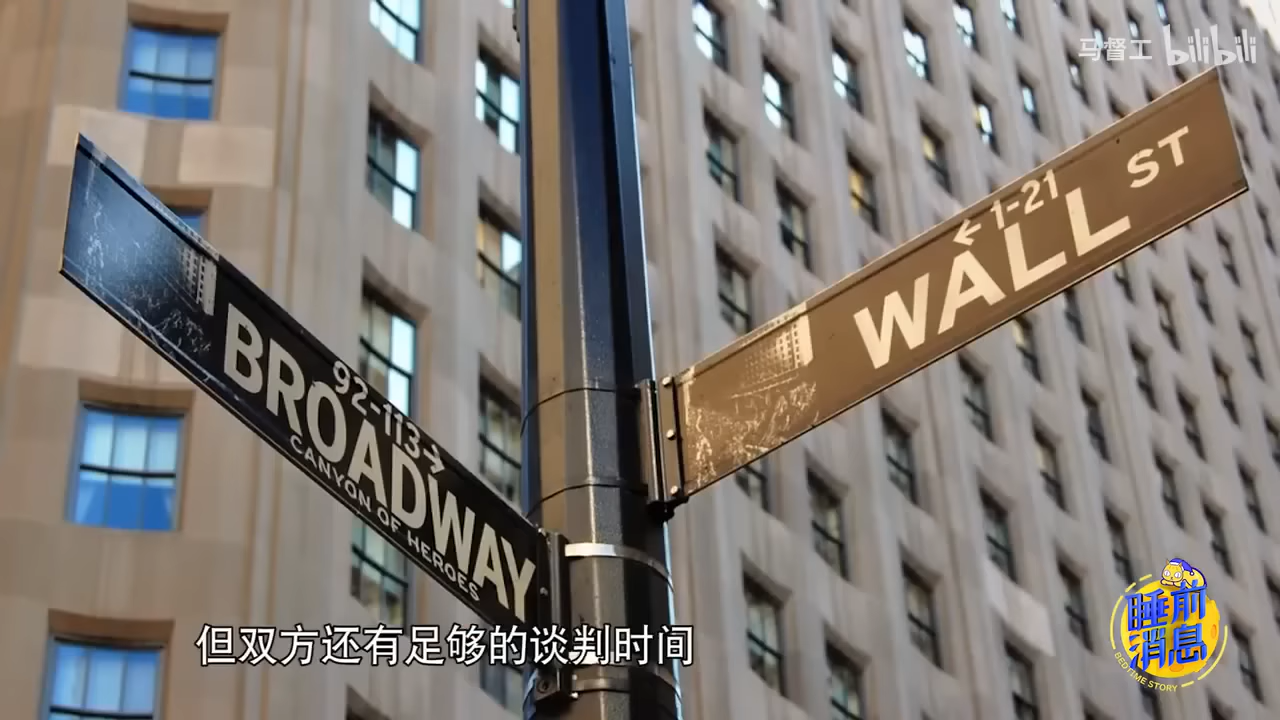 马督工 bilibili
←1-21
WALL ST
92-113→
BROADWAY
CANYON OF HEROES
但双方还有足够的谈判时间
睡前
消息
BEDTIME STORY